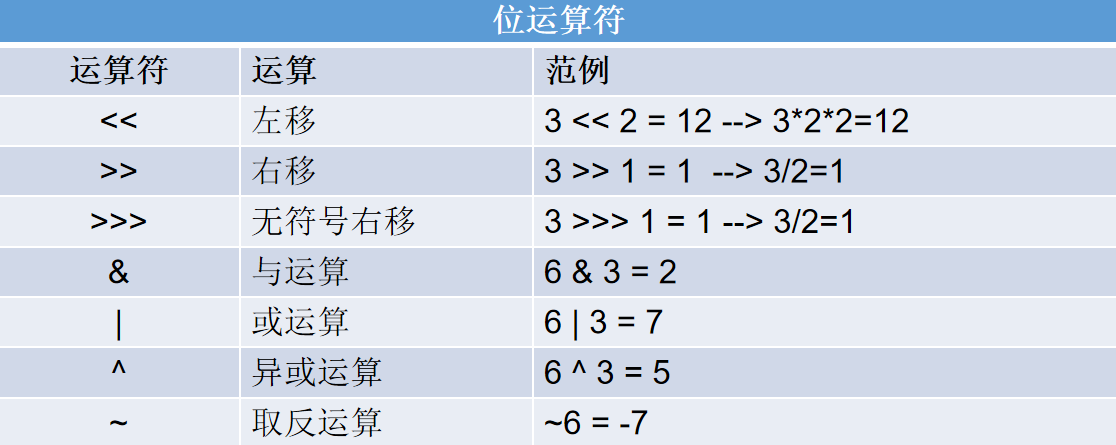 位运算符
运算符 运算 范例
<< 左移 3 << 2 = 12 --> 3*2*2=12
>> 右移 3 >> 1 = 1 --> 3/2=1
>>> 无符号右移 3 >>> 1 = 1 --> 3/2=1
& 与运算 6 & 3 = 2
| 或运算 6 | 3 = 7
^ 异或运算 6 ^ 3 = 5
~ 取反运算 ~6 = -7